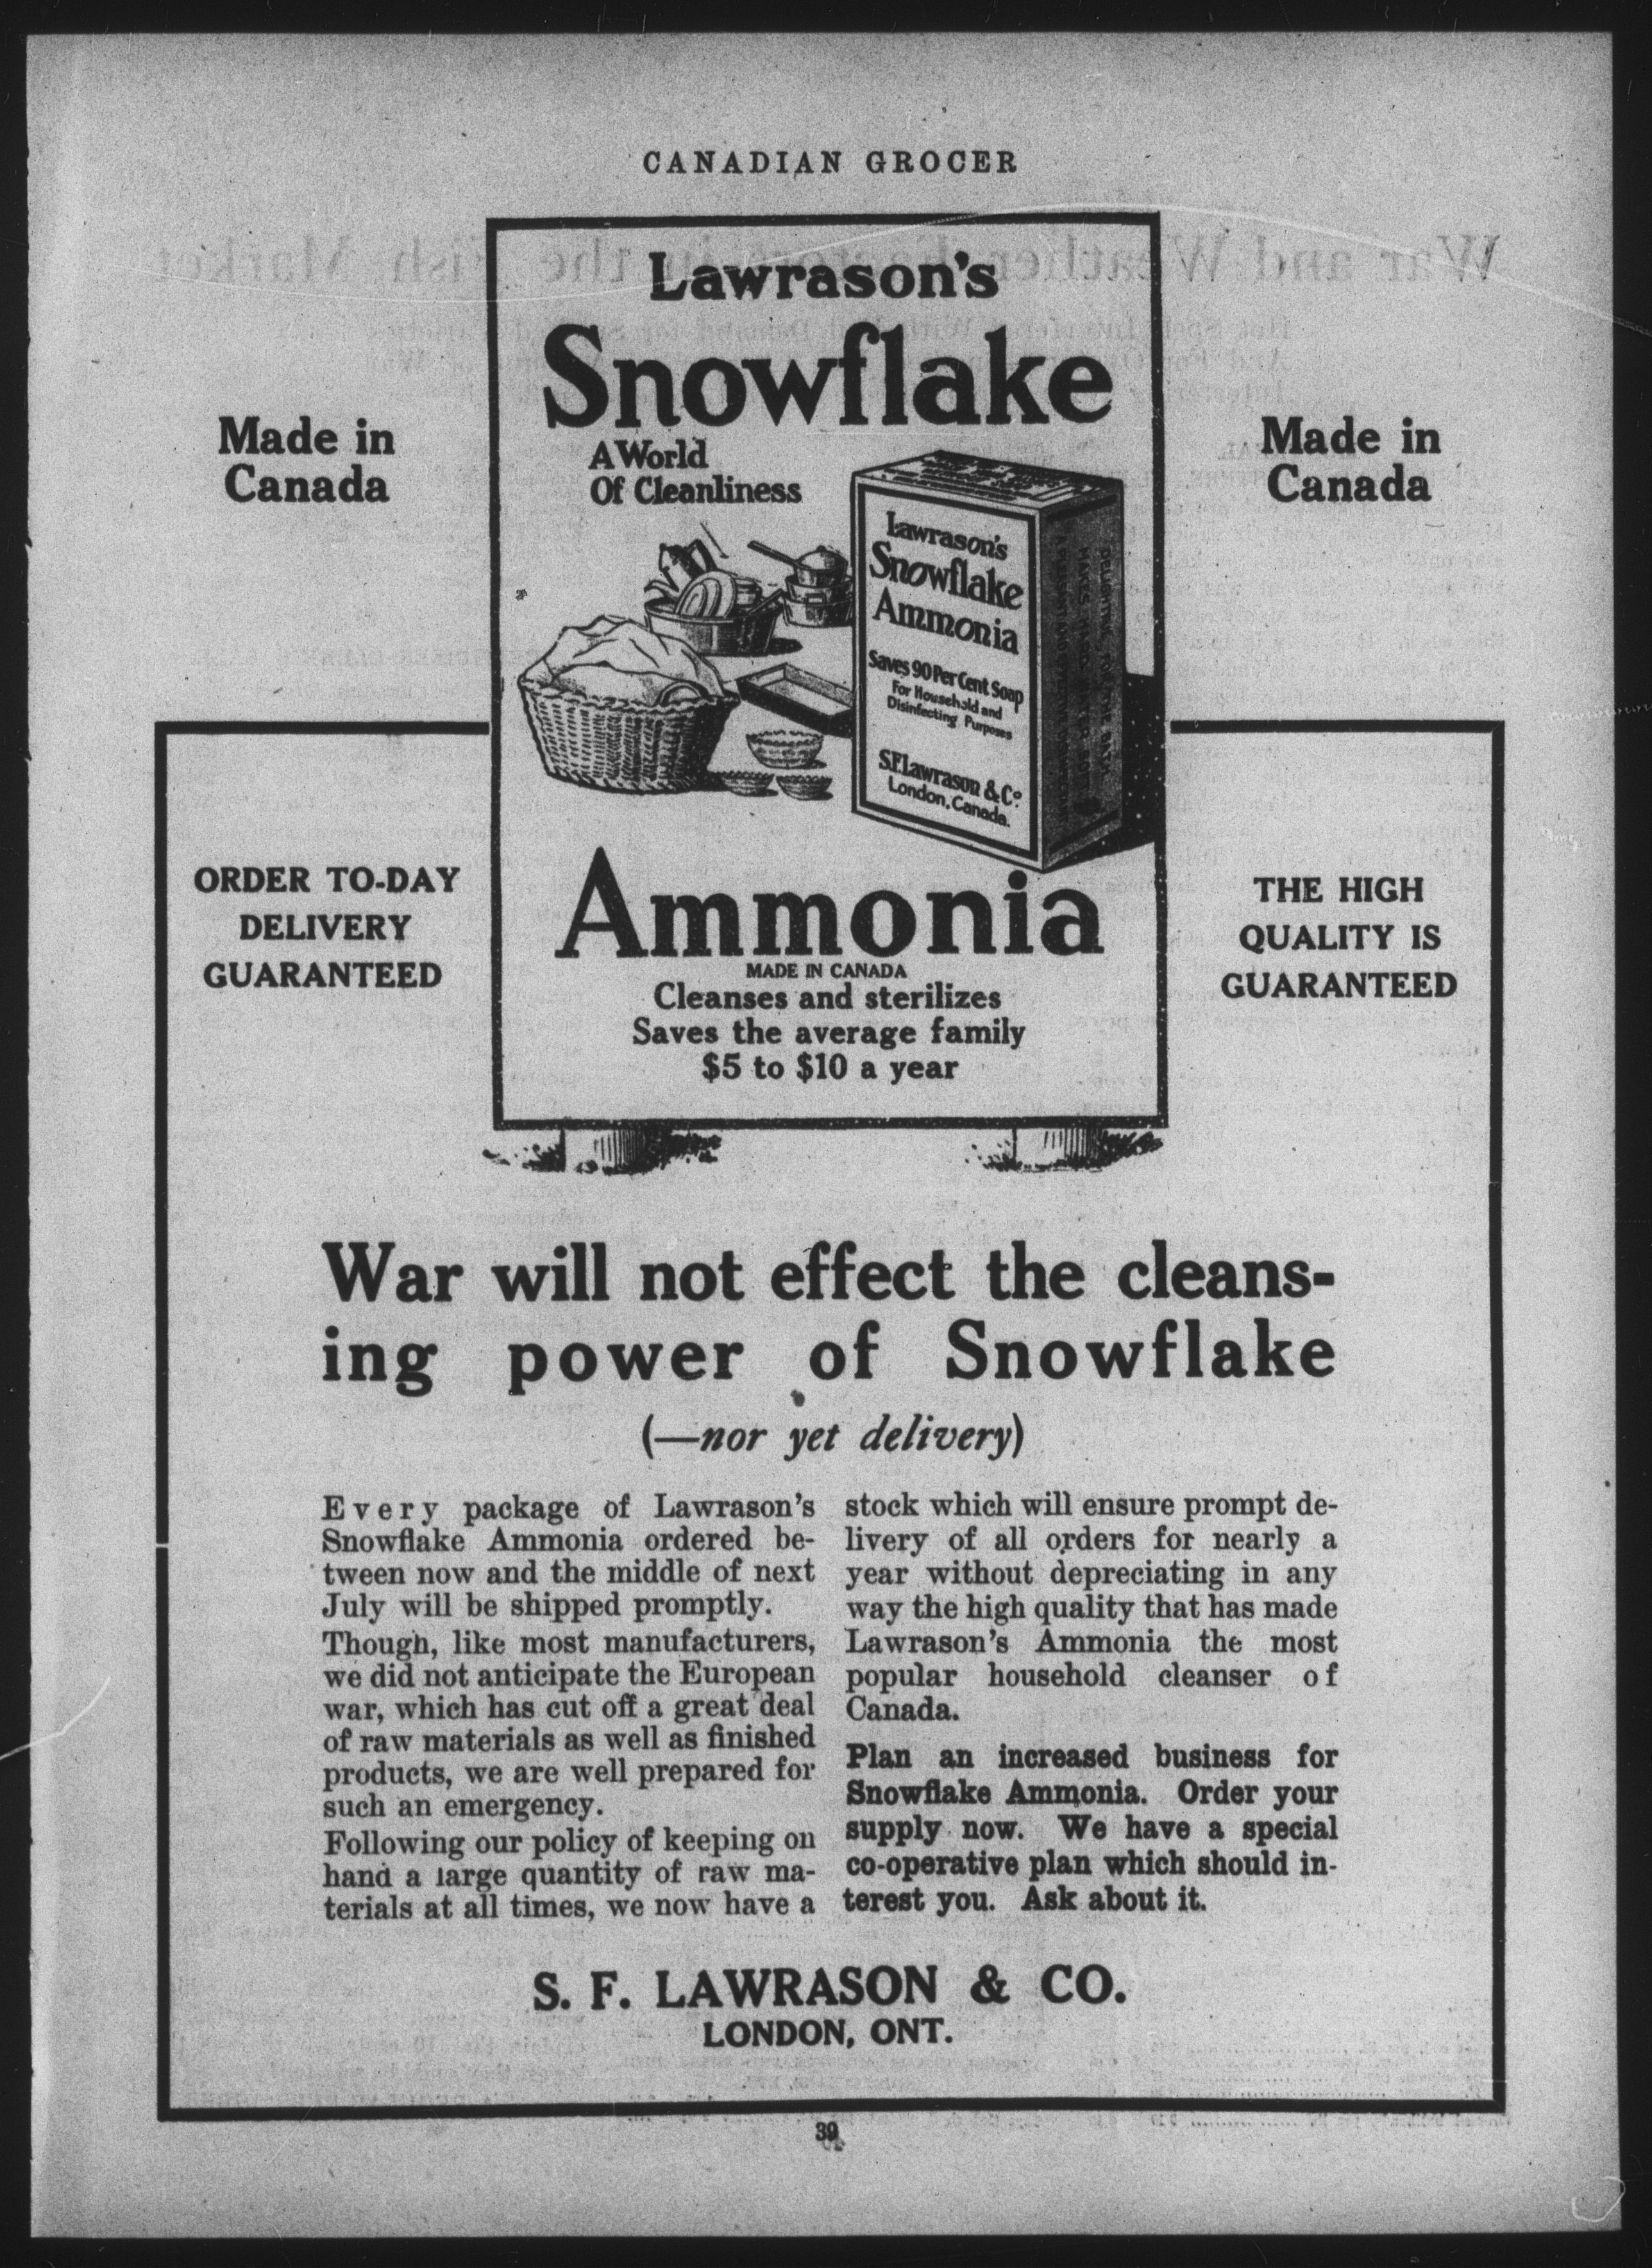 CANADIAN GROCER
Lawrason's
Snowflake
Made in
Canada
A World
Of Cleanliness
Made in
Canada
Lawrason's
Snowflake
Ammonia
Saves 90 Per Cent Soap
For Household and
Disinfecting Purposes
S.F. Lawrason & Co.
London, Canada.
DELIGHTFUL FOR THE BATH
MAKES HARD WATER SOFT
ORDER TO-DAY
DELIVERY
GUARANTEED
Ammonia
MADE IN CANADA
Cleanses and sterilizes
Saves the average family
$5 to $10 a year
THE HIGH
QUALITY IS
GUARANTEED
War will not effect the cleans-
ing power of Snowflake
(—nor yet delivery)
Every package of Lawrason's
Snowflake Ammonia ordered be-
tween now and the middle of next
July will be shipped promptly.
Though, like most manufacturers,
we did not anticipate the European
war, which has cut off a great deal
of raw materials as well as finished
products, we are well prepared for
such an emergency.
Following our policy of keeping on
hand a large quantity of raw ma-
terials at all times, we now have a
stock which will ensure prompt de-
livery of all orders for nearly a
year without depreciating in any
way the high quality that has made
Lawrason's Ammonia the most
popular household cleanser of
Canada.
Plan an increased business for
Snowflake Ammonia. Order your
supply now. We have a special
co-operative plan which should in-
terest you. Ask about it.
S. F. LAWRASON & CO.
LONDON, ONT.
39